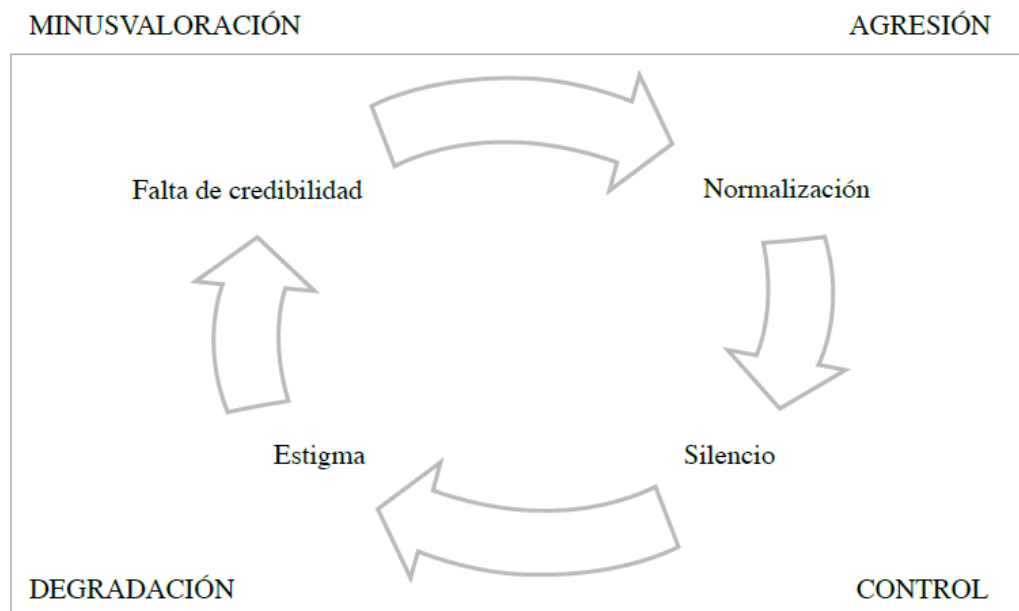 MINUSVALORACIÓN
AGRESIÓN
Falta de credibilidad
Normalización
Estigma
Silencio
DEGRADACIÓN
CONTROL